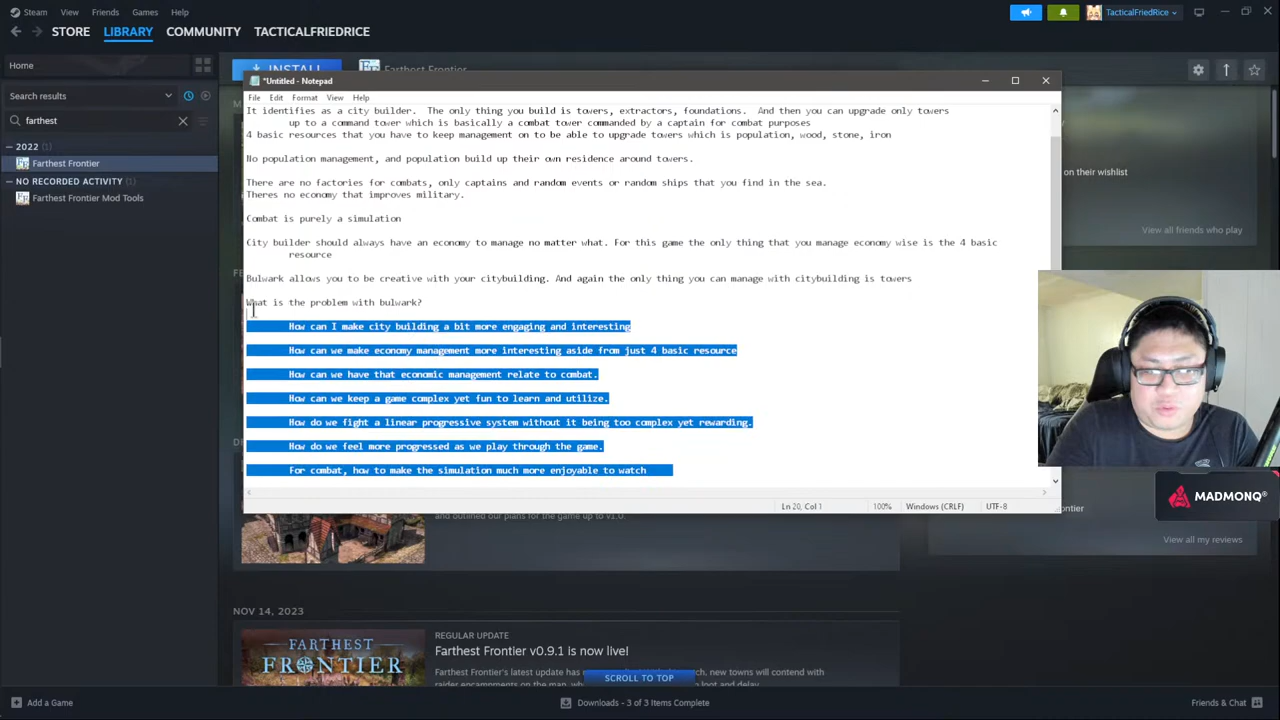 Steam
View
Friends
Games
Help
TacticalFriedRice
STORE
LIBRARY
COMMUNITY
TACTICALFRIEDRICE
Home
Search results
farthest
2022 (1)
Farthest Frontier
NO RECORDED ACTIVITY (1)
Farthest Frontier Mod Tools
INSTALL
Farthest Frontier
*Untitled - Notepad
File Edit Format View Help
It identifies as a city builder. The only thing you build is towers, extractors, foundations. And then you can upgrade only towers
up to a command tower which is basically a combat tower commanded by a captain for combat purposes
4 basic resources that you have to keep management on to be able to upgrade towers which is population, wood, stone, iron
No population management, and population build up their own residence around towers.
There are no factories for combats, only captains and random events or random ships that you find in the sea.
Theres no economy that improves military.
Combat is purely a simulation
City builder should always have an economy to manage no matter what. For this game the only thing that you manage economy wise is the 4 basic
resource
Bulwark allows you to be creative with your citybuilding. And again the only thing you can manage with citybuilding is towers
What is the problem with bulwark?
How can I make city building a bit more engaging and interesting
How can we make economy management more interesting aside from just 4 basic resource
How can we have that economic management relate to combat.
How can we keep a game complex yet fun to learn and utilize.
How do we fight a linear progressive system without it being too complex yet rewarding.
How do we feel more progressed as we play through the game.
For combat, how to make the simulation much more enjoyable to watch
Ln 20, Col 1
100%
Windows (CRLF)
UTF-8
on their wishlist
View all friends who play
MADMONQ®
View all my reviews
and outlined our plans for the game up to v1.0.
NOV 14, 2023
FARTHEST
FRONTIER
REGULAR UPDATE
Farthest Frontier v0.9.1 is now live!
SCROLL TO TOP
Add a Game
Downloads - 3 of 3 Items Complete
Friends & Chat